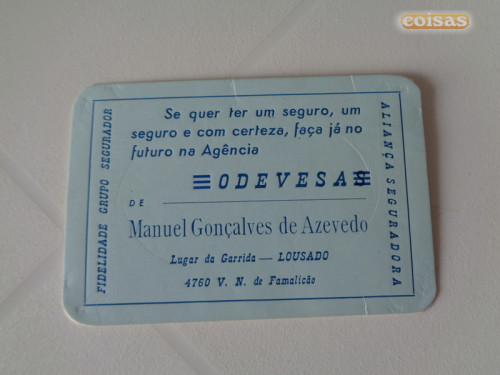 coisas
FIDELIDADE GRUPO SEGURADOR
Se quer ter um seguro, um
seguro e com certeza, faça já no
futuro na Agência
ODEVESA
DE
Manuel Gonçalves de Azevedo
Lugar da Garrida — LOUSADO
4760 V. N. de Famalicão
ALIANÇA SEGURADORA